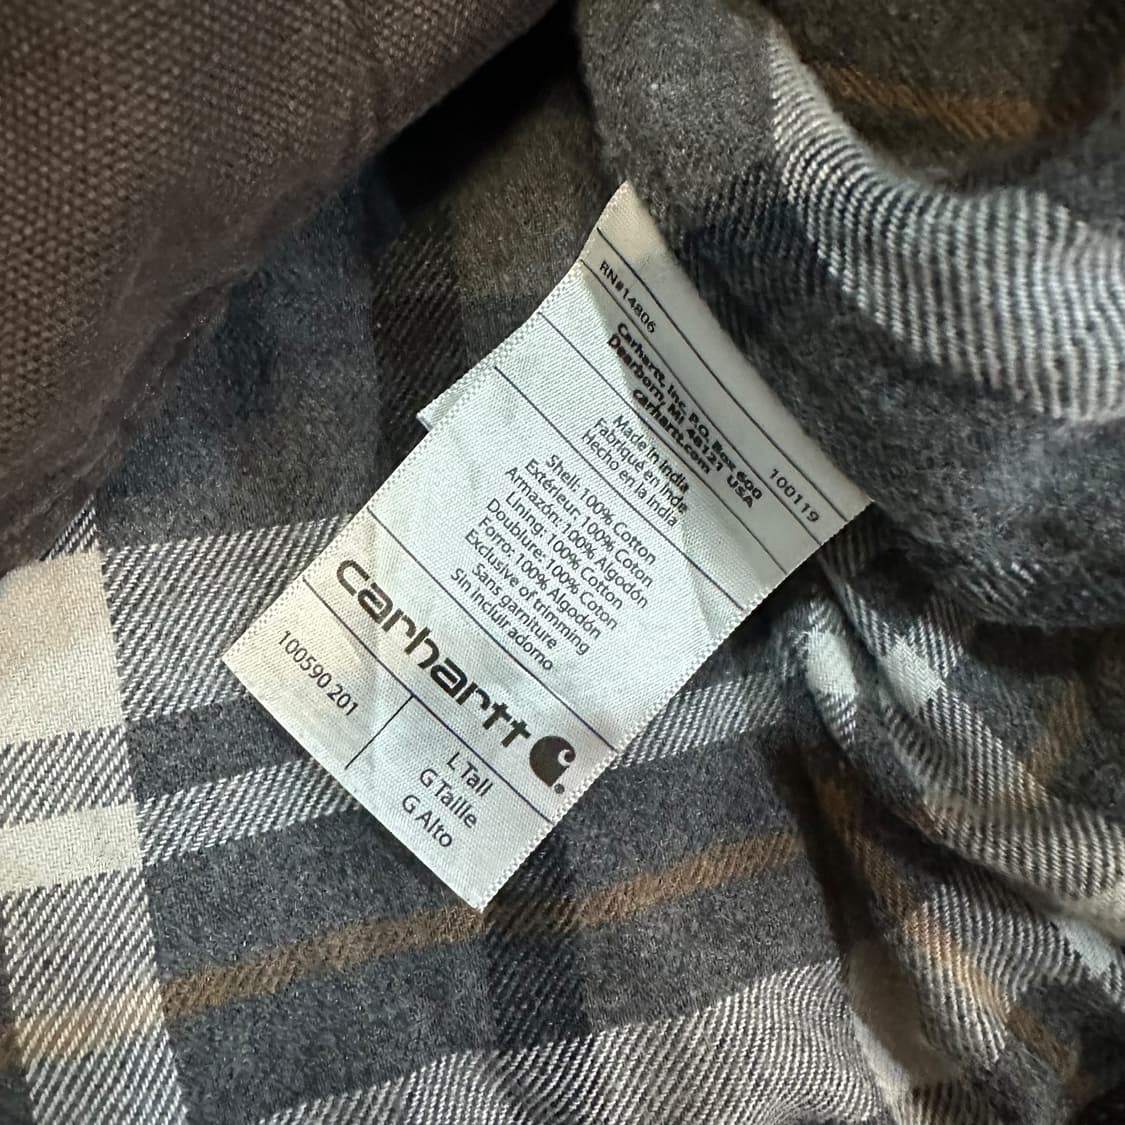 RN#14806
100119
Carhartt, Inc. P.O. Box 600
Dearborn, MI 48121 USA
carhartt.com
Made in India
Fabriqué en Inde
Hecho en la India
Shell: 100% Cotton
Extérieur: 100% Coton
Armazón: 100% Algodón
Lining: 100% Cotton
Doublure: 100% Coton
Forro: 100% Algodón
Exclusive of trimming
Sans garniture
Sin incluir adorno
carhartt
100590 201
L Tall
G Taille
G Alto